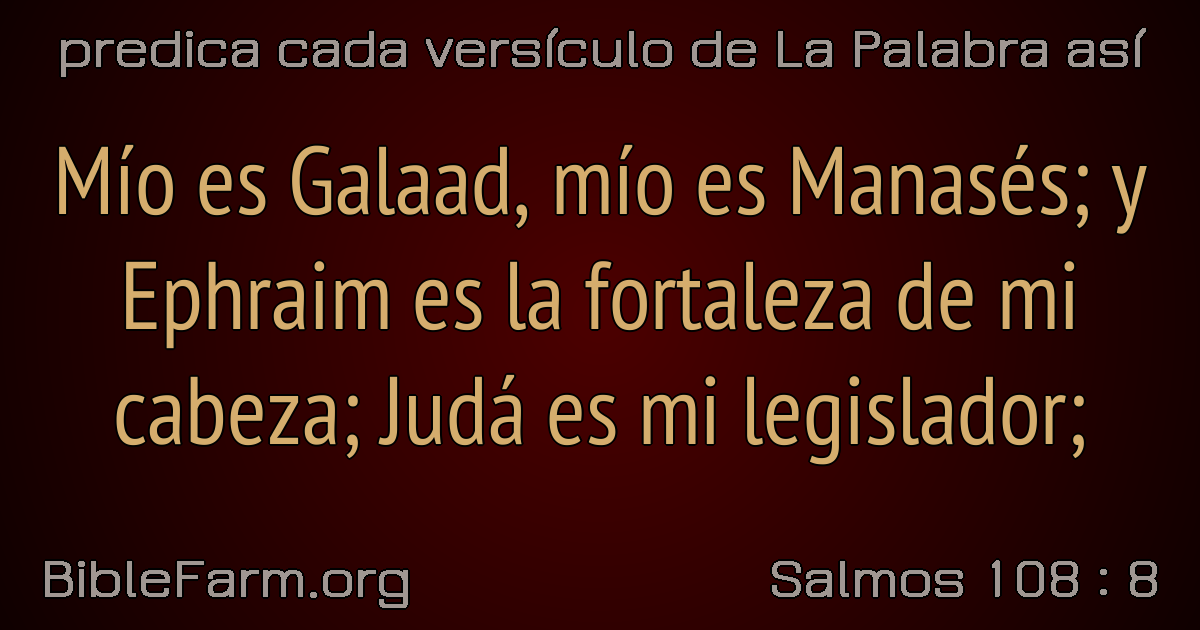 predica cada versículo de La Palabra así
Mío es Galaad, mío es Manasés; y
Ephraim es la fortaleza de mi
cabeza; Judá es mi legislador;
BibleFarm.org
Salmos 108 : 8